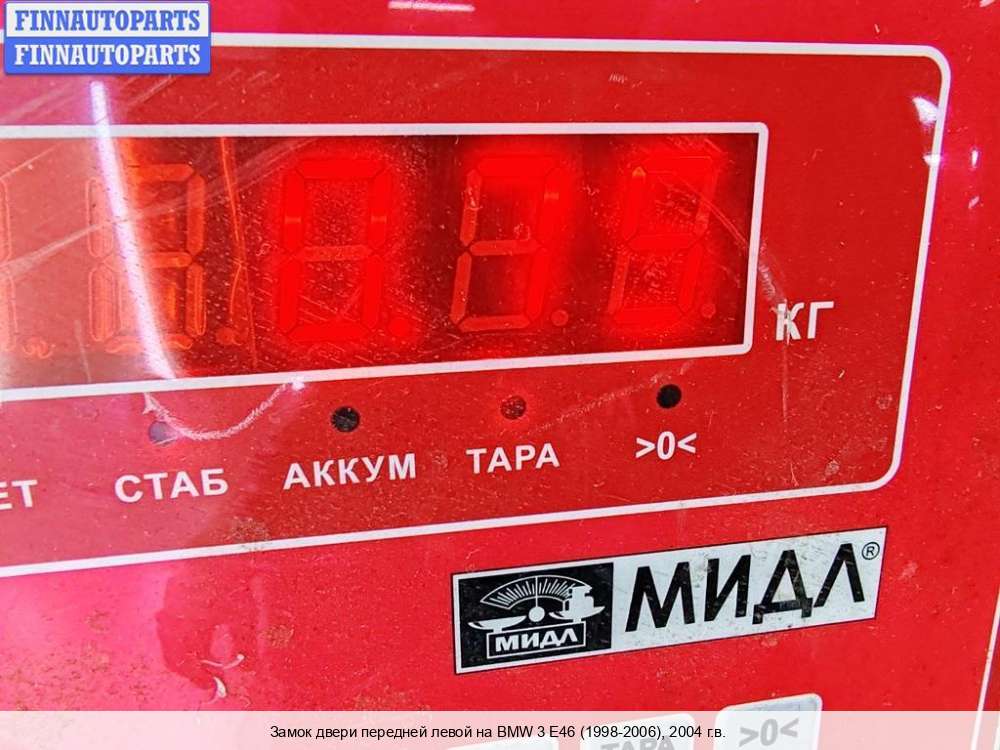 FINNAUTOPARTS
FINNAUTOPARTS
КГ
СТАБ
АККУМ
ТАРА
>0<
МИДЛ
МИДЛ®
ТАРА
>0<
Замок двери передней левой на BMW 3 E46 (1998-2006), 2004 г.в.